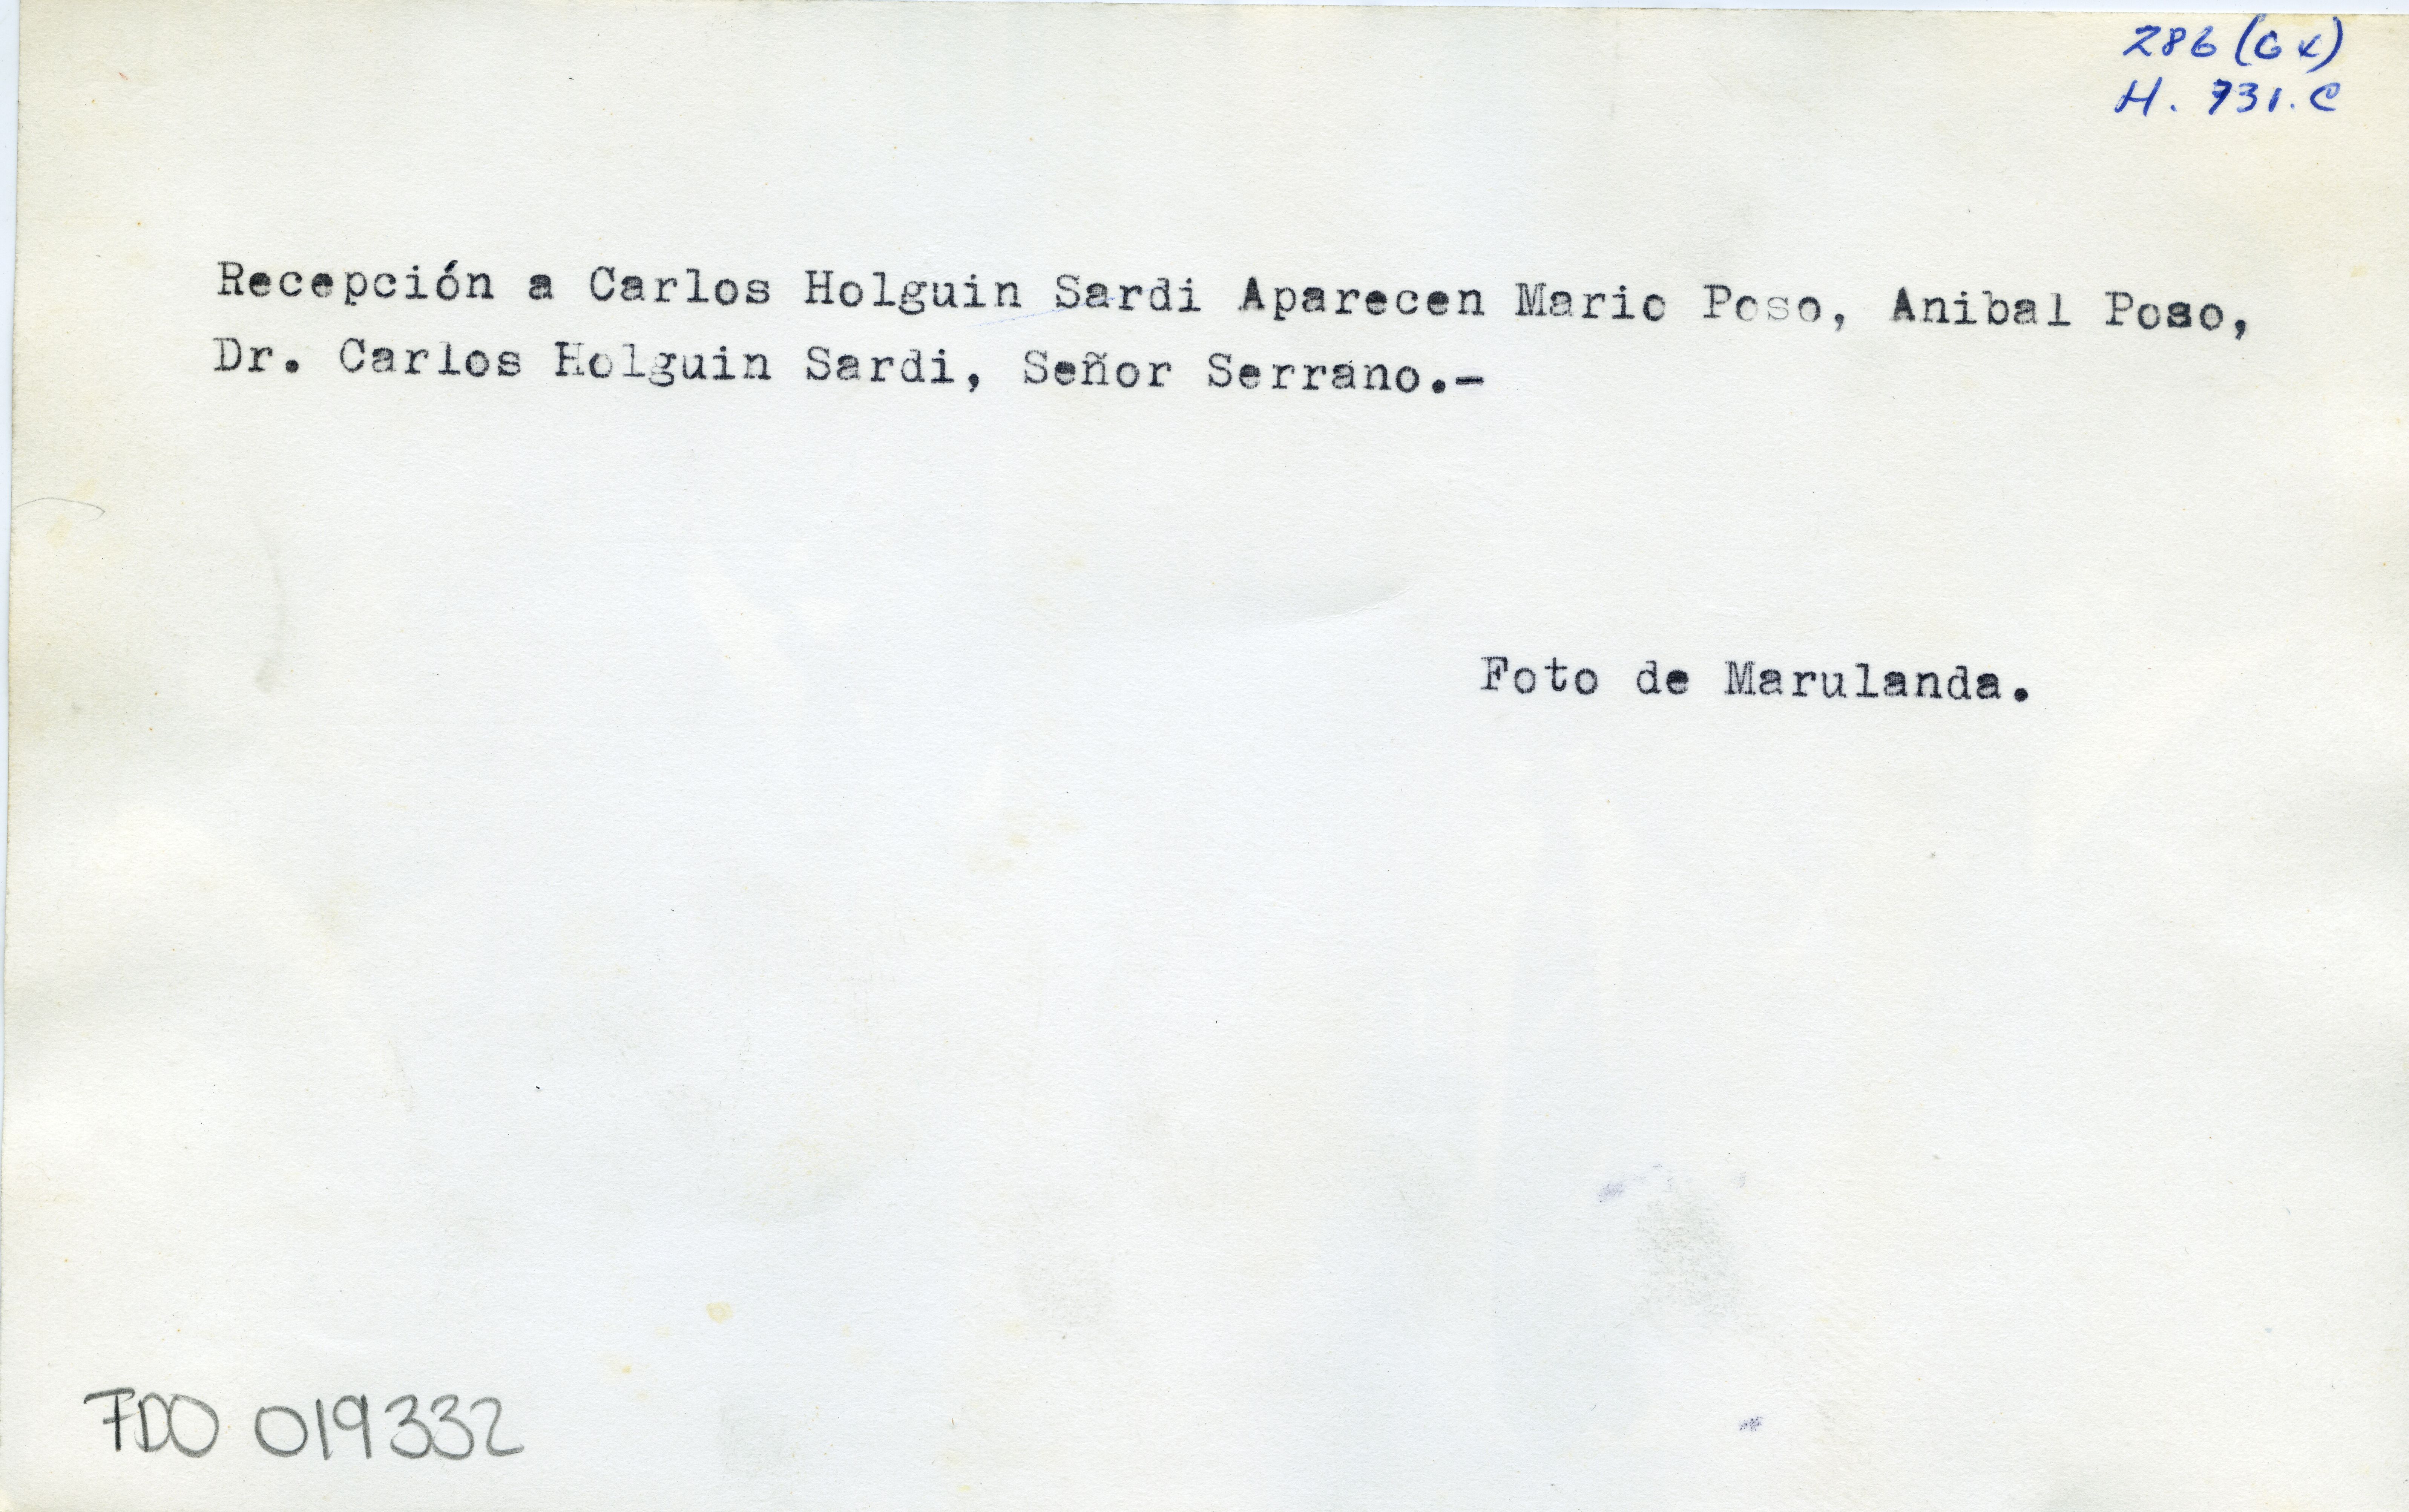 286 (Gx)
H. 731. C
Recepción a Carlos Holguin Sardi Aparecen Mario Poso, Anibal Poso,
Dr. Carlos Holguin Sardi, Señor Serrano.-
Foto de Marulanda.
FDO 019332